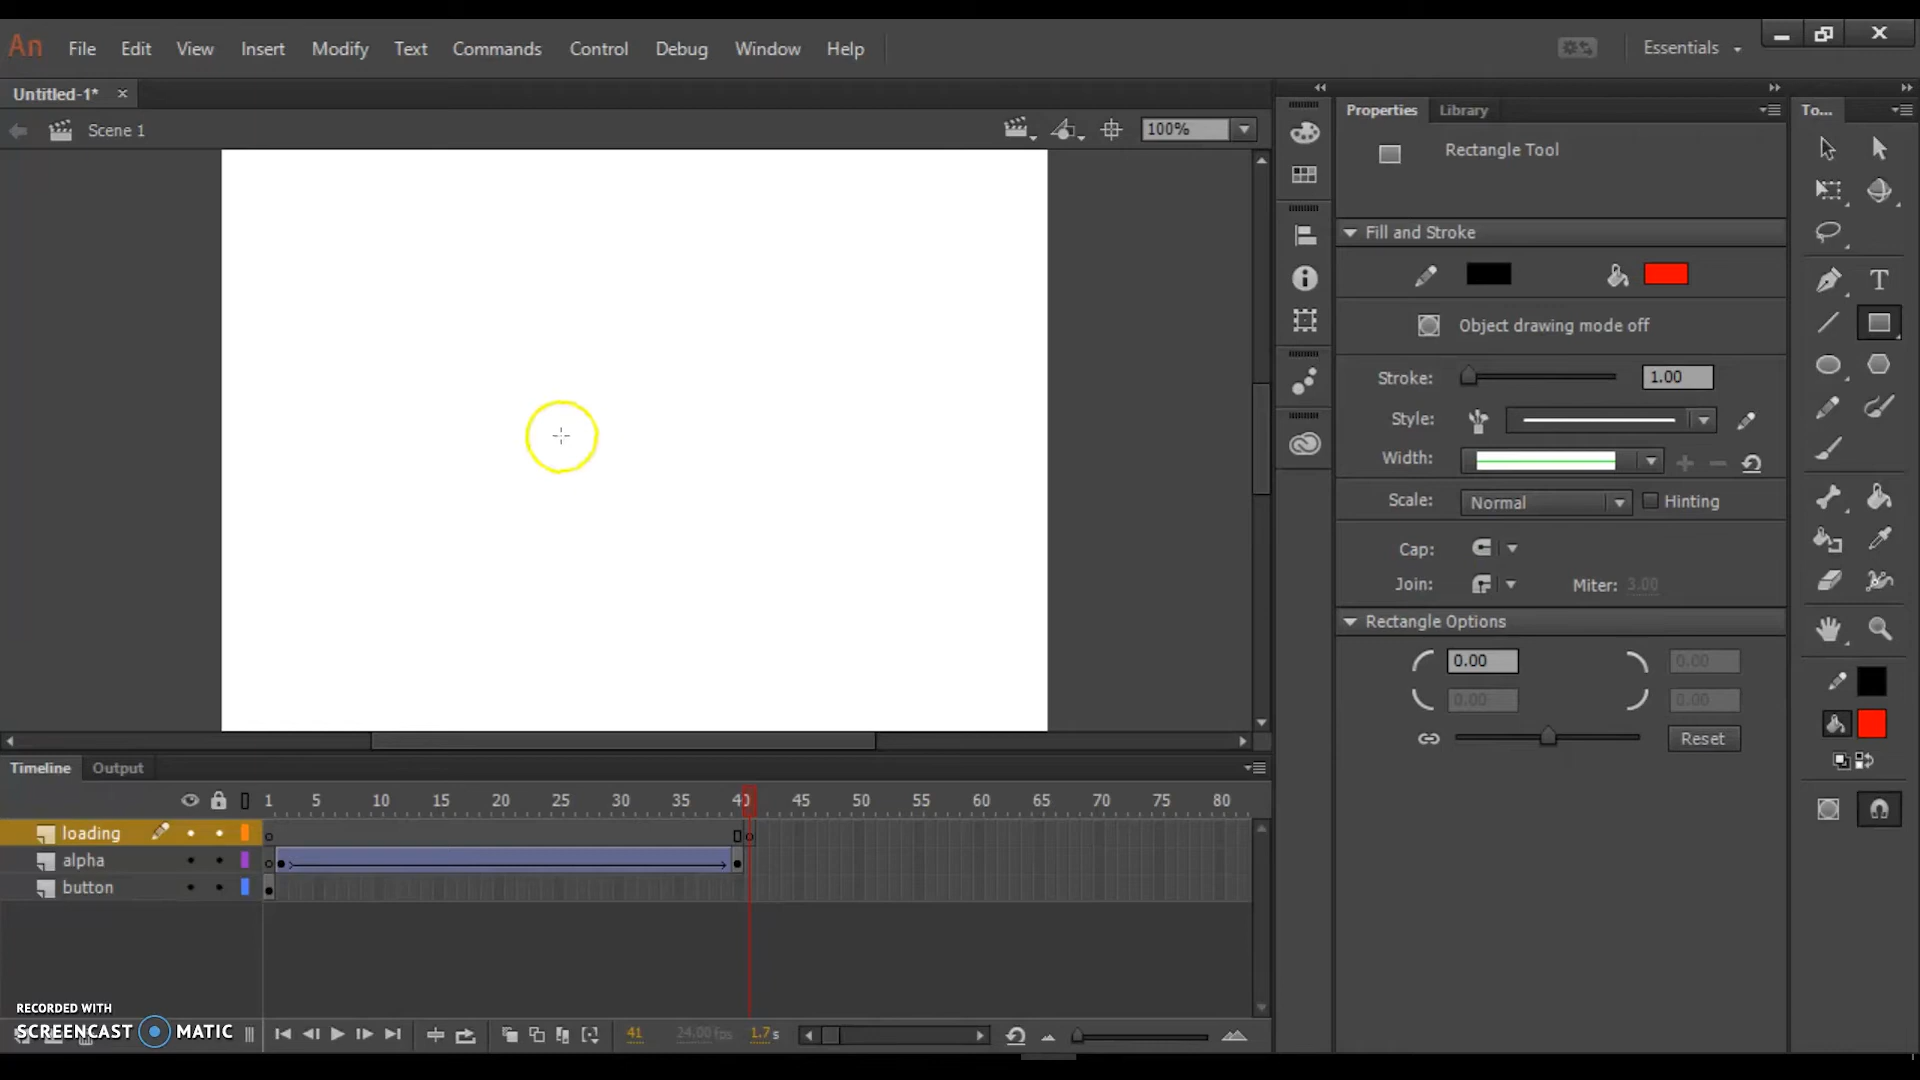 An File Edit View Insert Modify Text Commands Control Debug Window Help Essentials
Untitled-1*
Scene 1 100%
Properties Library To...
Rectangle Tool
Fill and Stroke
Object drawing mode off
Stroke: 1.00
Style:
Width:
Scale: Normal Hinting
Cap:
Join: Miter: 3.00
Rectangle Options
0.00 0.00
0.00 0.00
Reset
Timeline Output
1 5 10 15 20 25 30 35 40 45 50 55 60 65 70 75 80
loading
alpha
button
RECORDED WITH
SCREENCAST MATIC
41 24.00 fps 1.7 s